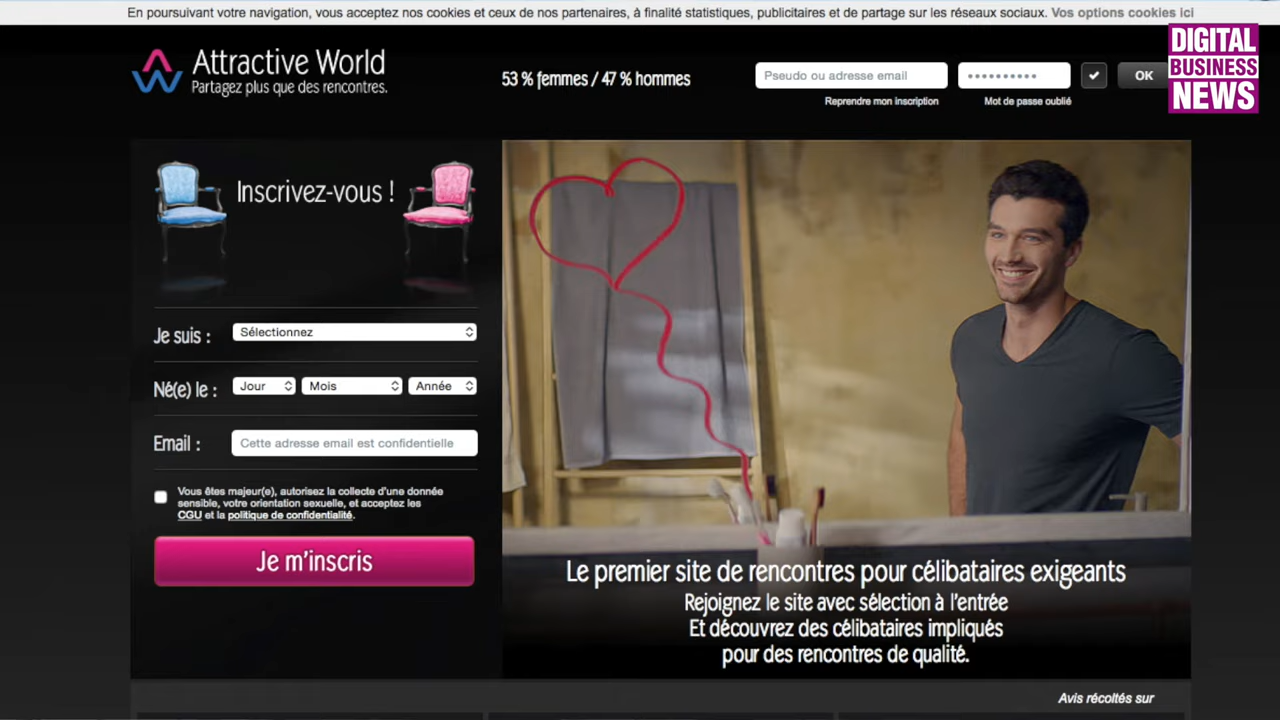 En poursuivant votre navigation, vous acceptez nos cookies et ceux de nos partenaires, à finalité statistiques, publicitaires et de partage sur les réseaux sociaux. Vos options cookies ici
DIGITAL
BUSINESS
NEWS
Attractive World
Partagez plus que des rencontres.
53 % femmes / 47 % hommes
Pseudo ou adresse email
OK
Reprendre mon inscription
Mot de passe oublié
Inscrivez-vous !
Je suis :
Sélectionnez
Né(e) le :
Jour
Mois
Année
Email :
Cette adresse email est confidentielle
Vous êtes majeur(e), autorisez la collecte d'une donnée
sensible, votre orientation sexuelle, et acceptez les
CGU et la politique de confidentialité.
Je m'inscris
Le premier site de rencontres pour célibataires exigeants
Rejoignez le site avec sélection à l'entrée
Et découvrez des célibataires impliqués
pour des rencontres de qualité.
Avis récoltés sur